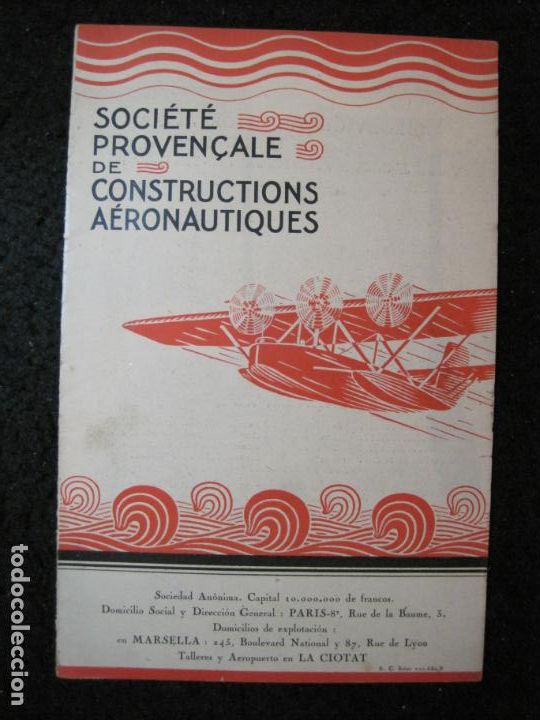 SOCIÉTÉ
PROVENÇALE
DE
CONSTRUCTIONS
AÉRONAUTIQUES
Sociedad Anónima. Capital 10.000.000 de francos.
Domicilio Social y Dirección General : PARIS-8e, Rue de la Baume, 3.
Domicilios de explotación :
en MARSELLA : 245, Boulevard National y 87, Rue de Lyon
Talleres y Aeropuerto en LA CIOTAT
todocoleccion
todocoleccion